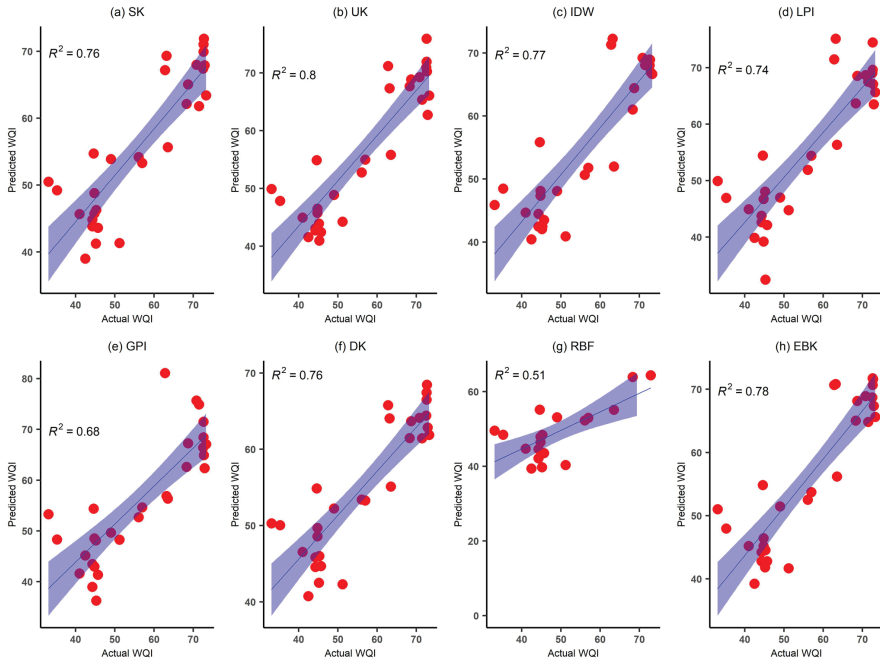 (a) SK
R² = 0.76
Predicted WQI
70
60
50
40
40
50
60
70
Actual WQI
(b) UK
R² = 0.8
Predicted WQI
70
60
50
40
40
50
60
70
Actual WQI
(c) IDW
R² = 0.77
Predicted WQI
70
60
50
40
40
50
60
70
Actual WQI
(d) LPI
R² = 0.74
Predicted WQI
70
60
50
40
40
50
60
70
Actual WQI
(e) GPI
R² = 0.68
Predicted WQI
80
70
60
50
40
40
50
60
70
Actual WQI
(f) DK
R² = 0.76
Predicted WQI
70
60
50
40
40
50
60
70
Actual WQI
(g) RBF
R² = 0.51
Predicted WQI
60
40
20
0
40
50
60
70
Actual WQI
(h) EBK
R² = 0.78
Predicted WQI
70
60
50
40
40
50
60
70
Actual WQI